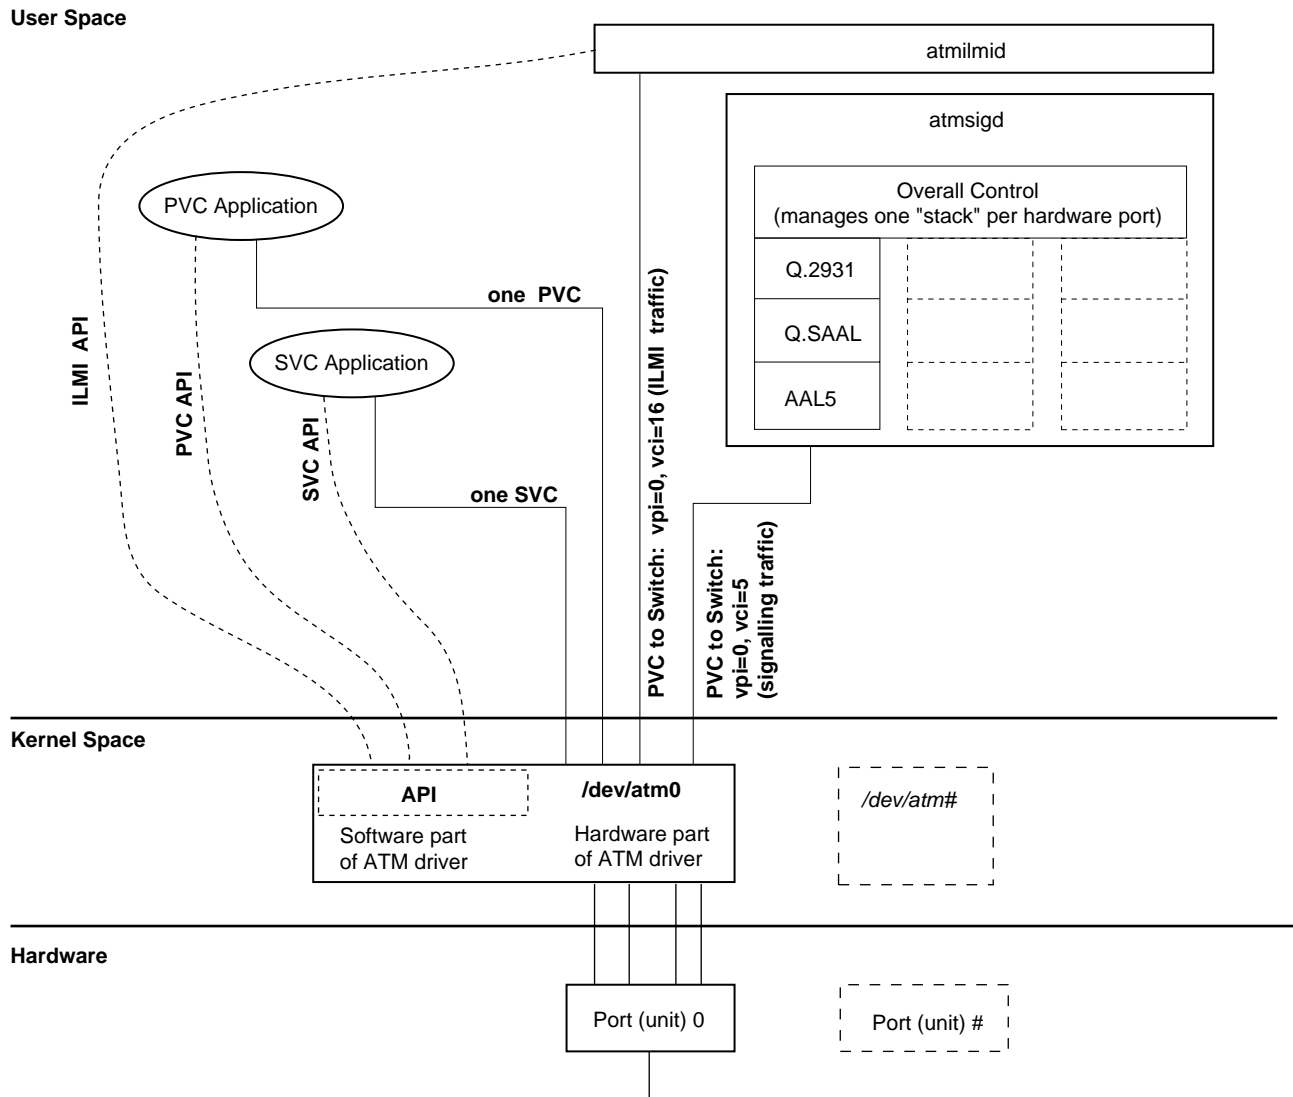 User Space
atmilmid
atmsigd
Overall Control
(manages one "stack" per hardware port)
Q.2931
Q.SAAL
AAL5
PVC Application
one  PVC
SVC Application
one SVC
ILMI  API
PVC API
SVC API
PVC to Switch:  vpi=0, vci=16 (ILMI  traffic)
PVC to Switch:
vpi=0, vci=5
(signalling traffic)
Kernel Space
API
/dev/atm0
Software part
of ATM driver
Hardware part
of ATM driver
/dev/atm#
Hardware
Port (unit) 0
Port (unit) #